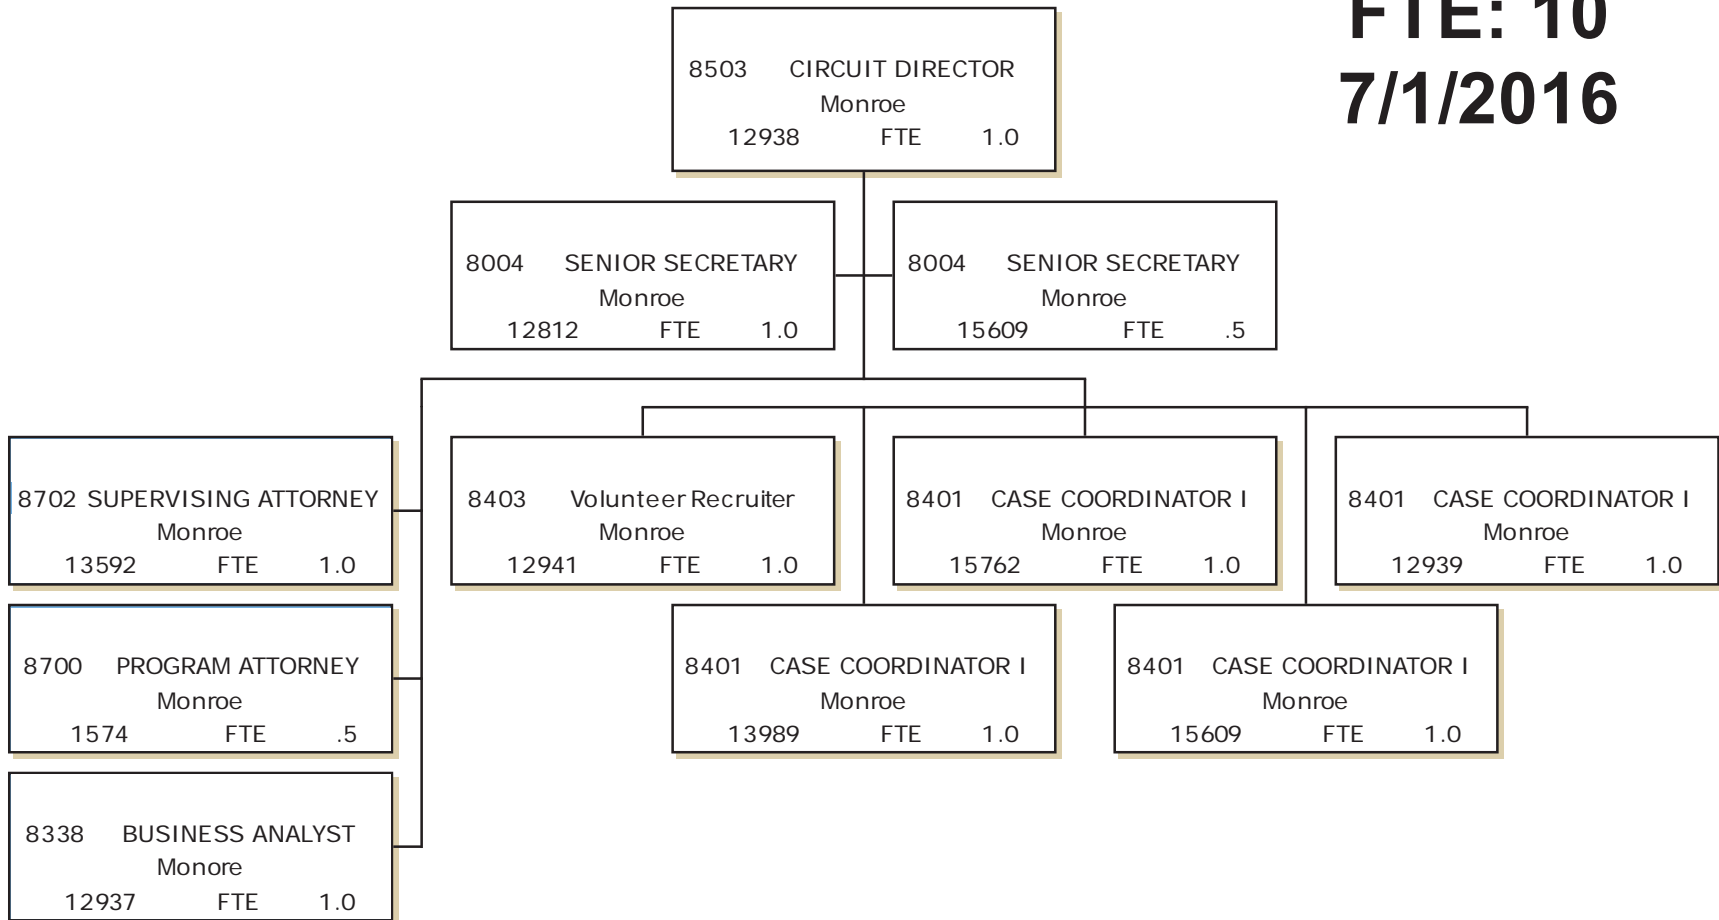 FTE: 10
7/1/2016
8503 CIRCUIT DIRECTOR
Monroe
12938 FTE 1.0
8004 SENIOR SECRETARY
Monroe
12812 FTE 1.0
8004 SENIOR SECRETARY
Monroe
15609 FTE .5
8702 SUPERVISING ATTORNEY
Monroe
13592 FTE 1.0
8403 Volunteer Recruiter
Monroe
12941 FTE 1.0
8401 CASE COORDINATOR I
Monroe
15762 FTE 1.0
8401 CASE COORDINATOR I
Monroe
12939 FTE 1.0
8700 PROGRAM ATTORNEY
Monroe
1574 FTE .5
8401 CASE COORDINATOR I
Monroe
13989 FTE 1.0
8401 CASE COORDINATOR I
Monroe
15609 FTE 1.0
8338 BUSINESS ANALYST
Monore
12937 FTE 1.0